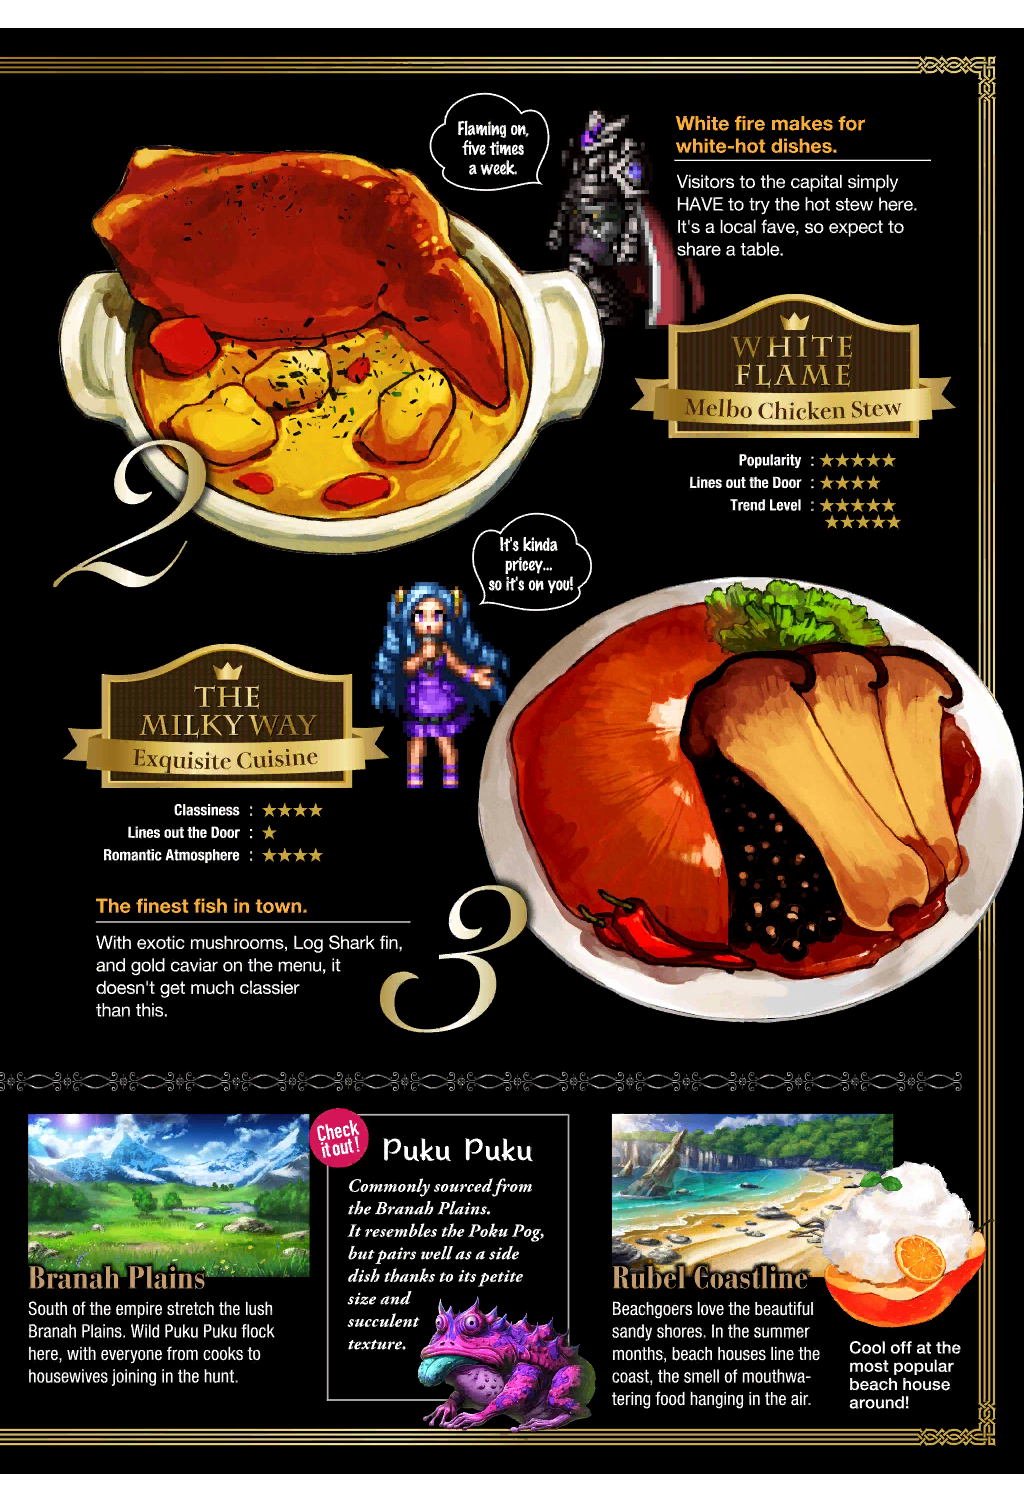 Flaming on,
five times
a week.
White fire makes for
white-hot dishes.
Visitors to the capital simply
HAVE to try the hot stew here.
It's a local fave, so expect to
share a table.
WHITE
FLAME
Melbo Chicken Stew
Popularity : ★★★★★
Lines out the Door : ★★★★
Trend Level : ★★★★★
★★★★★
2
It's kinda
pricey...
so it's on you!
THE
MILKY WAY
Exquisite Cuisine
Classiness : ★★★★
Lines out the Door : ★
Romantic Atmosphere : ★★★★
The finest fish in town.
With exotic mushrooms, Log Shark fin,
and gold caviar on the menu, it
doesn't get much classier
than this.
3
Branah Plains
South of the empire stretch the lush
Branah Plains. Wild Puku Puku flock
here, with everyone from cooks to
housewives joining in the hunt.
Check
it out!
Puku Puku
Commonly sourced from
the Branah Plains.
It resembles the Poku Pog,
but pairs well as a side
dish thanks to its petite
size and
succulent
texture.
Rubel Coastline
Beachgoers love the beautiful
sandy shores. In the summer
months, beach houses line the
coast, the smell of mouthwa-
tering food hanging in the air.
Cool off at the
most popular
beach house
around!